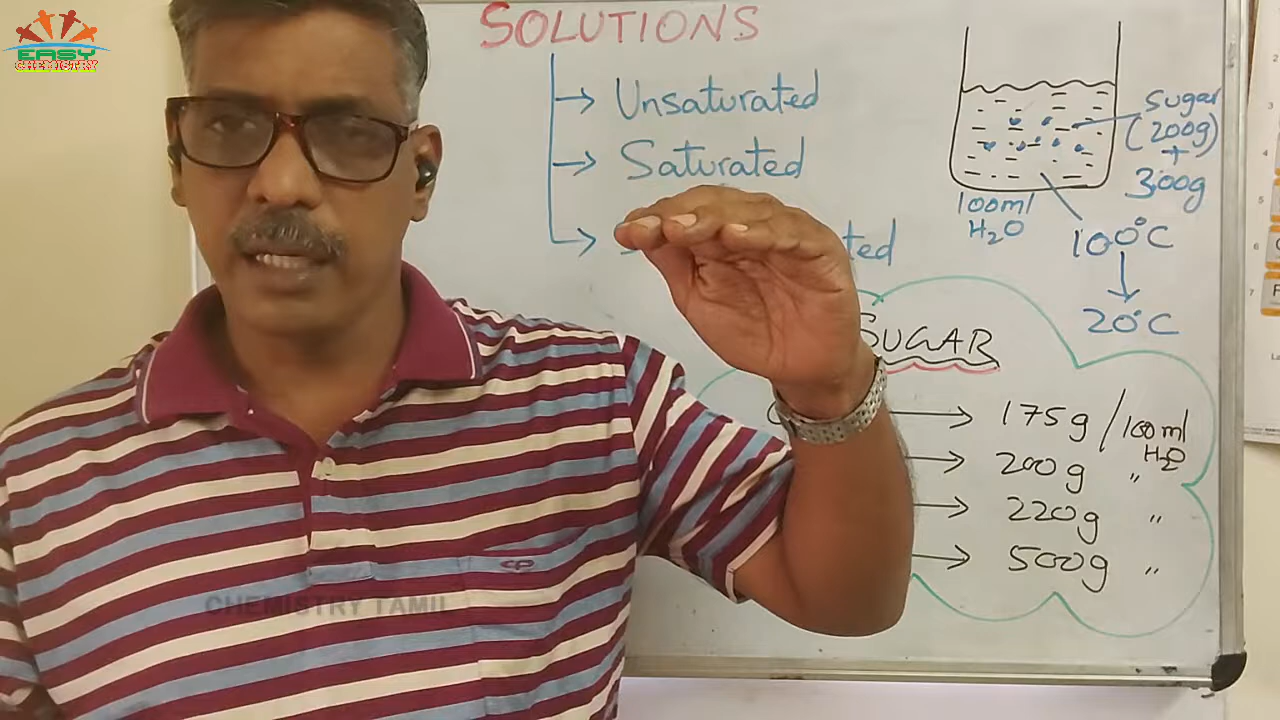 EASY
CHEMISTRY
SOLUTIONS
Unsaturated
Saturated
ted
Sugar
(200g)
+
300g
100ml
H2O
100°C
20°C
SUGAR
175g / 100ml
H2O
200g "
220g "
500g "
CHEMISTRY TAMIL
CP